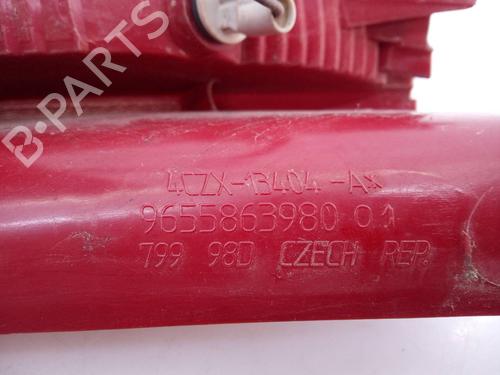 B-PARTS
4CZX-13404-A*
9655863980 01
799 98D CZECH REP.